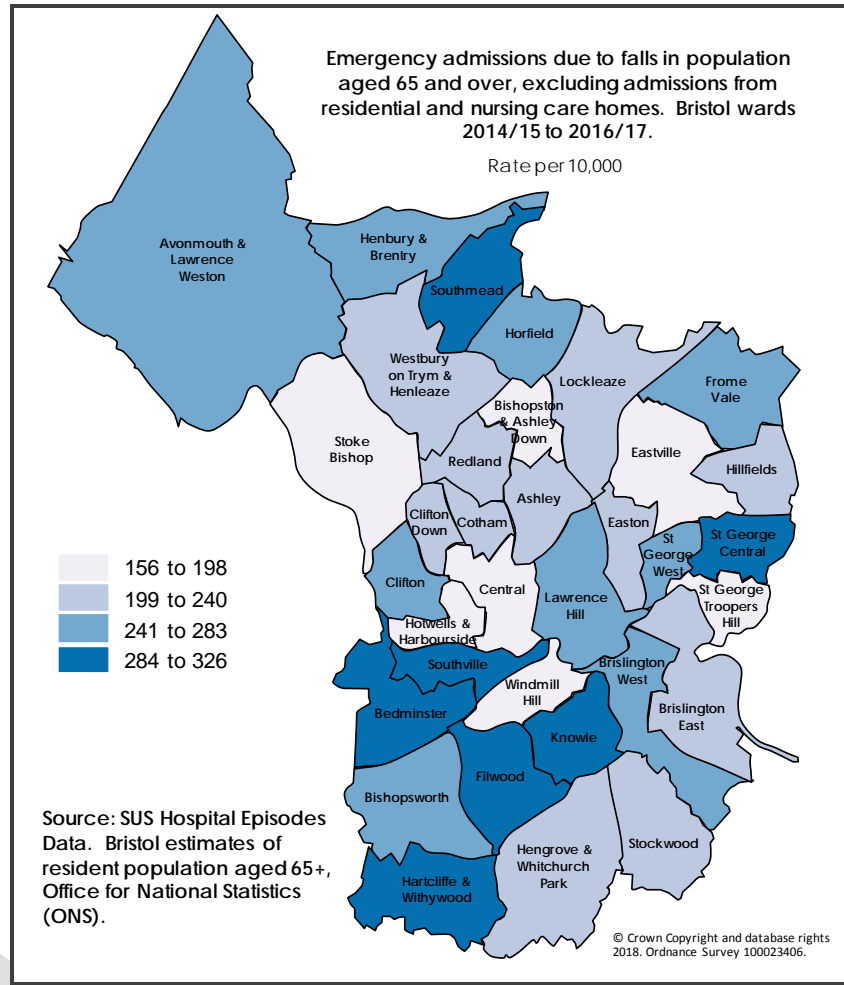 Emergency admissions due to falls in population
aged 65 and over, excluding admissions from
residential and nursing care homes. Bristol wards
2014/15 to 2016/17.
Rate per 10,000
Avonmouth &
Lawrence
Weston
Henbury &
Brentry
Southmead
Horfield
Westbury
on Trym &
Henleaze
Lockleaze
Frome
Vale
Bishopston
& Ashley
Down
Stoke
Bishop
Eastville
Redland
Hillfields
Ashley
Clifton
Down
Cotham
Easton
St
George
West
St George
Central
Clifton
Central
Lawrence
Hill
St George
Troopers
Hill
Hotwells &
Harbourside
Southville
Brislington
West
Windmill
Hill
Bedminster
Brislington
East
Knowle
Filwood
Bishopsworth
Stockwood
Hengrove &
Whitchurch
Park
Hartcliffe &
Withywood
156 to 198
199 to 240
241 to 283
284 to 326
Source: SUS Hospital Episodes
Data. Bristol estimates of
resident population aged 65+,
Office for National Statistics
(ONS).
© Crown Copyright and database rights
2018. Ordnance Survey 100023406.